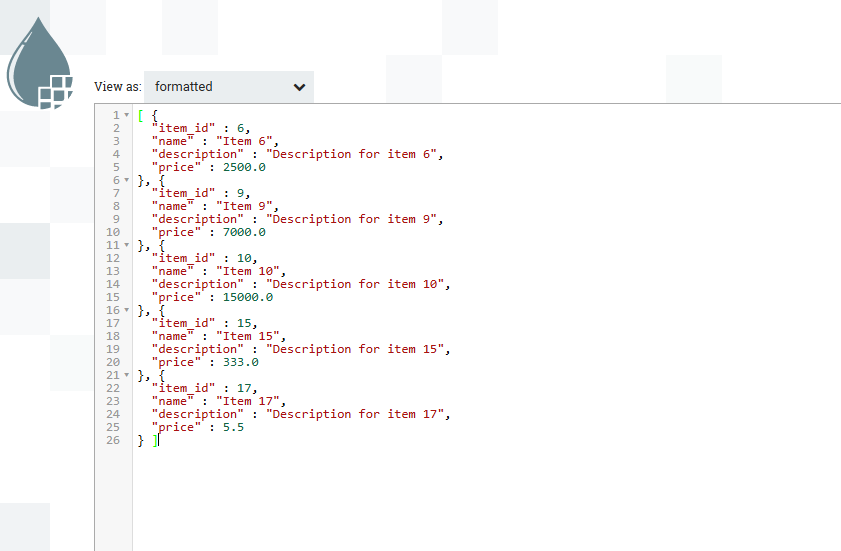 View as: formatted
1 [ {
2 "item_id" : 6,
3 "name" : "Item 6",
4 "description" : "Description for item 6",
5 "price" : 2500.0
6 }, {
7 "item_id" : 9,
8 "name" : "Item 9",
9 "description" : "Description for item 9",
10 "price" : 7000.0
11 }, {
12 "item_id" : 10,
13 "name" : "Item 10",
14 "description" : "Description for item 10",
15 "price" : 15000.0
16 }, {
17 "item_id" : 15,
18 "name" : "Item 15",
19 "description" : "Description for item 15",
20 "price" : 333.0
21 }, {
22 "item_id" : 17,
23 "name" : "Item 17",
24 "description" : "Description for item 17",
25 "price" : 5.5
26 } ]